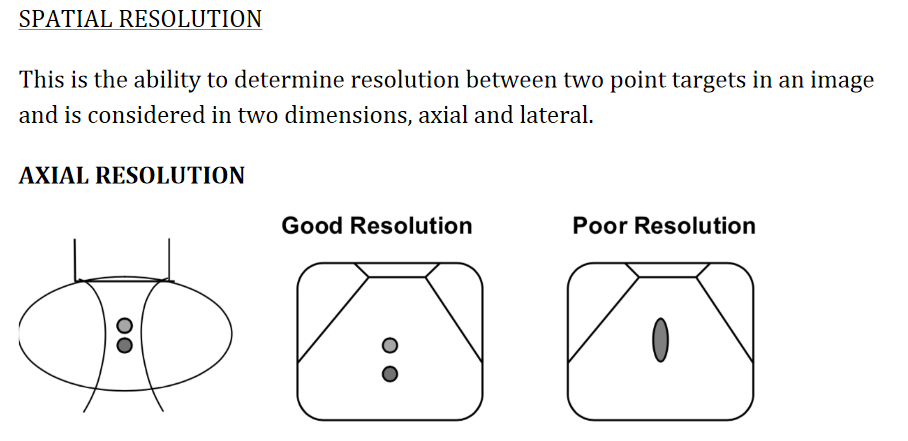 SPATIAL RESOLUTION
This is the ability to determine resolution between two point targets in an image
and is considered in two dimensions, axial and lateral.
AXIAL RESOLUTION
Good Resolution
Poor Resolution